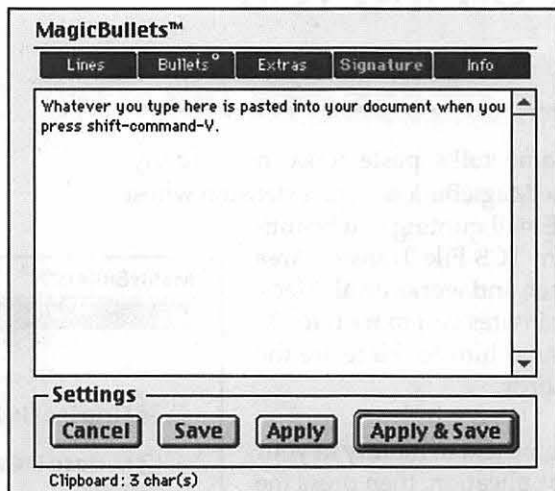 MagicBullets™
Lines Bullets° Extras Signature Info
Whatever you type here is pasted into your document when you
press shift-command-V.
Settings
Cancel Save Apply Apply & Save
Clipboard: 3 char(s)